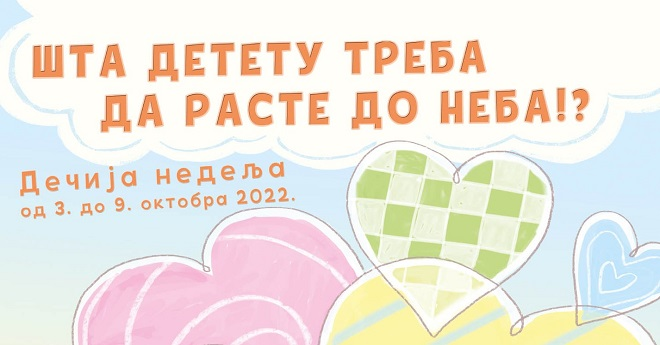 ШТА ДЕТЕТУ ТРЕБА
ДА РАСТЕ ДО НЕБА!?
Дечија недеља
од 3. до 9. октобра 2022.